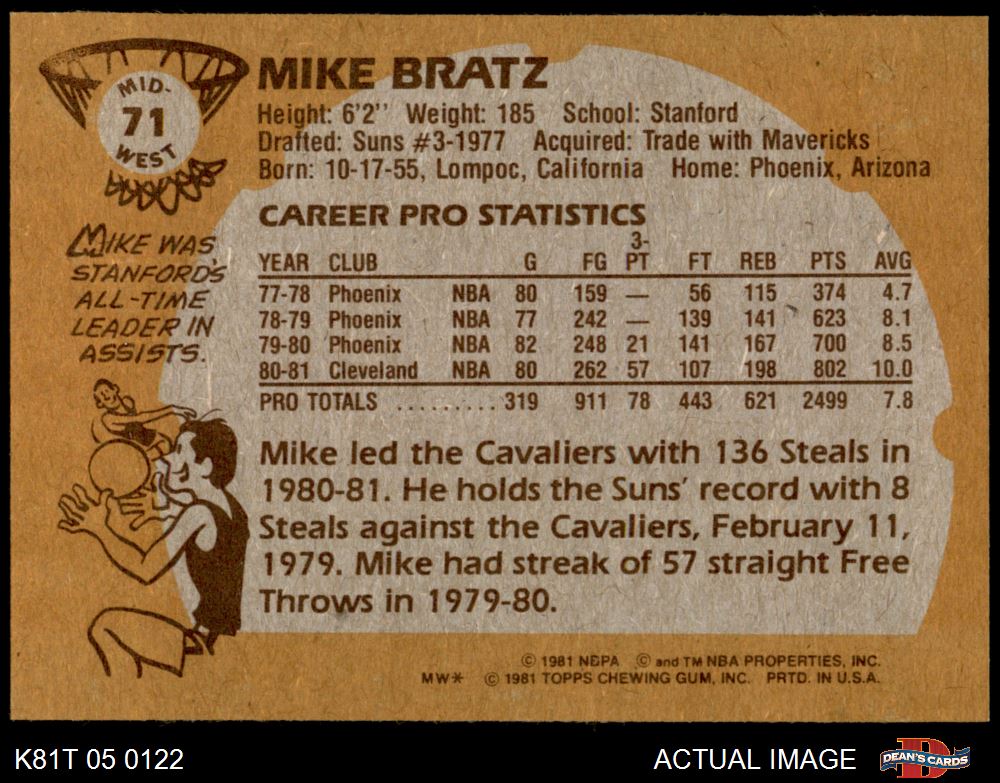 MID-
71
WEST
MIKE BRATZ
Height: 6'2'' Weight: 185 School: Stanford
Drafted: Suns #3-1977 Acquired: Trade with Mavericks
Born: 10-17-55, Lompoc, California Home: Phoenix, Arizona
MIKE WAS
STANFORD'S
ALL-TIME
LEADER IN
ASSISTS.
CAREER PRO STATISTICS
YEAR CLUB G FG 3-PT FT REB PTS AVG
77-78 Phoenix NBA 80 159 — 56 115 374 4.7
78-79 Phoenix NBA 77 242 — 139 141 623 8.1
79-80 Phoenix NBA 82 248 21 141 167 700 8.5
80-81 Cleveland NBA 80 262 57 107 198 802 10.0
PRO TOTALS .......... 319 911 78 443 621 2499 7.8
Mike led the Cavaliers with 136 Steals in
1980-81. He holds the Suns' record with 8
Steals against the Cavaliers, February 11,
1979. Mike had streak of 57 straight Free
Throws in 1979-80.
© 1981 NBPA © and TM NBA PROPERTIES, INC.
MW* © 1981 TOPPS CHEWING GUM, INC. PRTD. IN U.S.A.
K81T 05 0122
ACTUAL IMAGE
D
DEAN'S CARDS